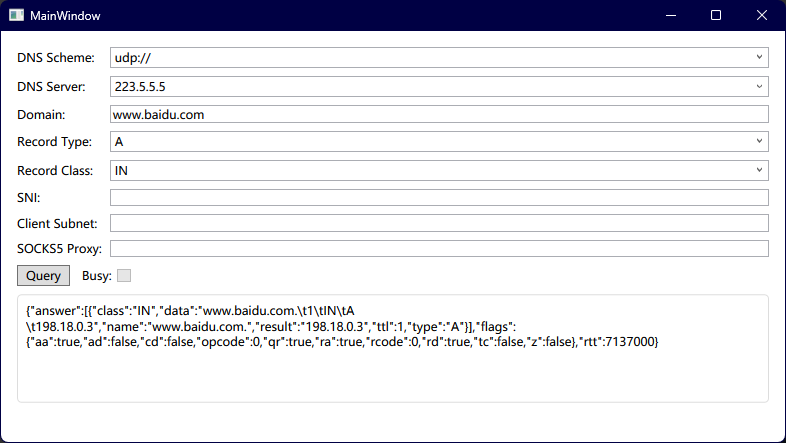 MainWindow
DNS Scheme: udp://
DNS Server: 223.5.5.5
Domain: www.baidu.com
Record Type: A
Record Class: IN
SNI:
Client Subnet:
SOCKS5 Proxy:
Query Busy:
{"answer":[{"class":"IN","data":"www.baidu.com.\t1\tIN\tA
\t198.18.0.3","name":"www.baidu.com.","result":"198.18.0.3","ttl":1,"type":"A"}],"flags":
{"aa":true,"ad":false,"cd":false,"opcode":0,"qr":true,"ra":true,"rcode":0,"rd":true,"tc":false,"z":false},"rtt":7137000}